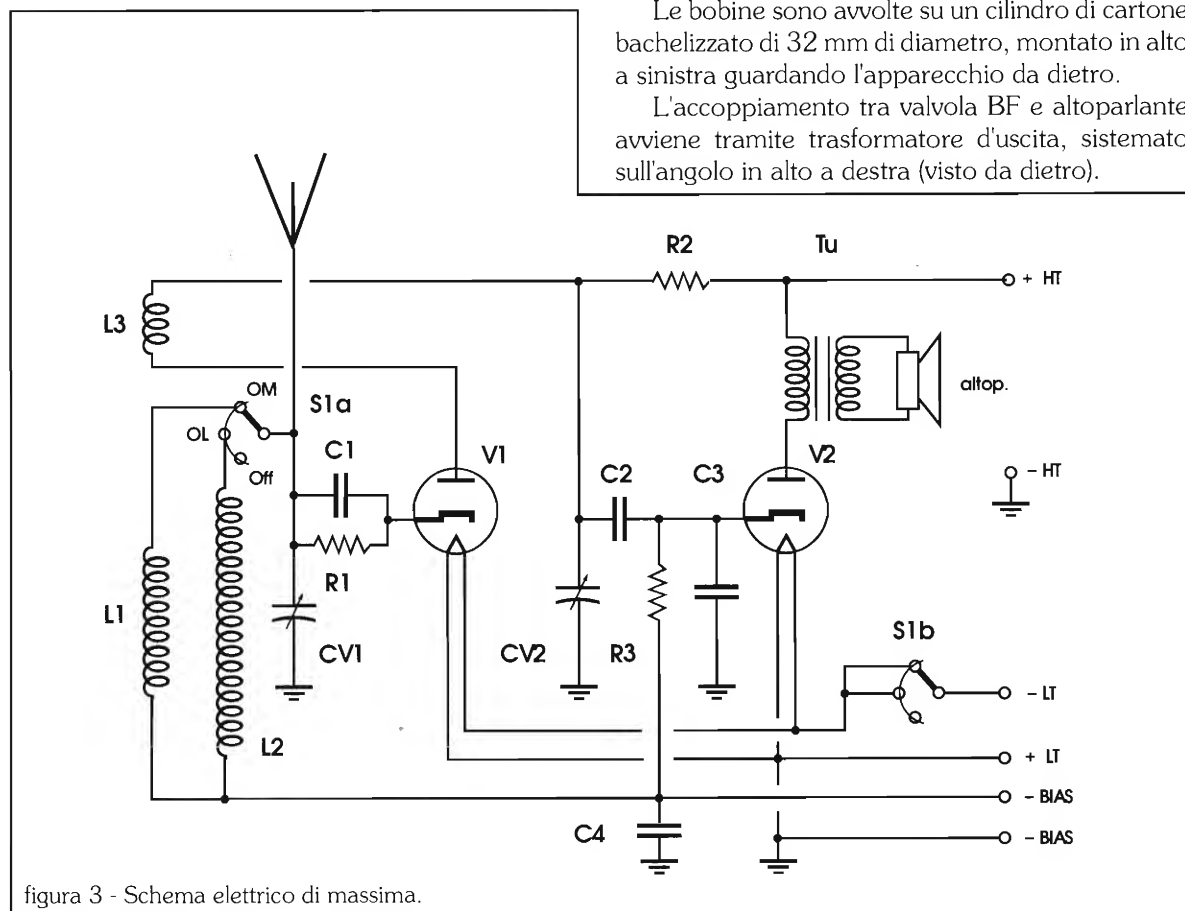 Le bobine sono avvolte su un cilindro di cartone
bachelizzato di 32 mm di diametro, montato in alto
a sinistra guardando l'apparecchio da dietro.
L'accoppiamento tra valvola BF e altoparlante
avviene tramite trasformatore d'uscita, sistemato
sull'angolo in alto a destra (visto da dietro).
R2
Tu
+ HT
L3
OM
S1a
altop.
OL
C1
V1
V2
Off
C2
C3
- HT
R1
L1
CV1
CV2
R3
S1b
- LT
L2
+ LT
- BIAS
C4
- BIAS
figura 3 - Schema elettrico di massima.